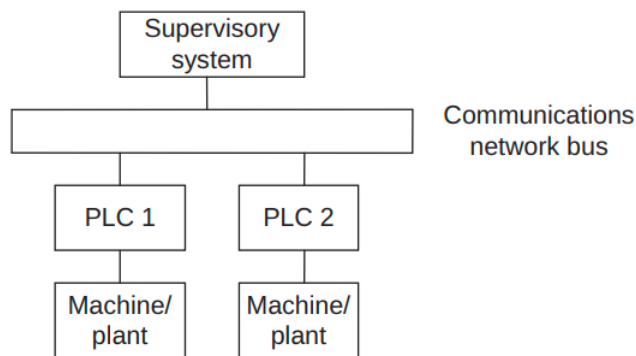 Supervisory
system
Communications
network bus
PLC 1
PLC 2
Machine/
plant
Machine/
plant